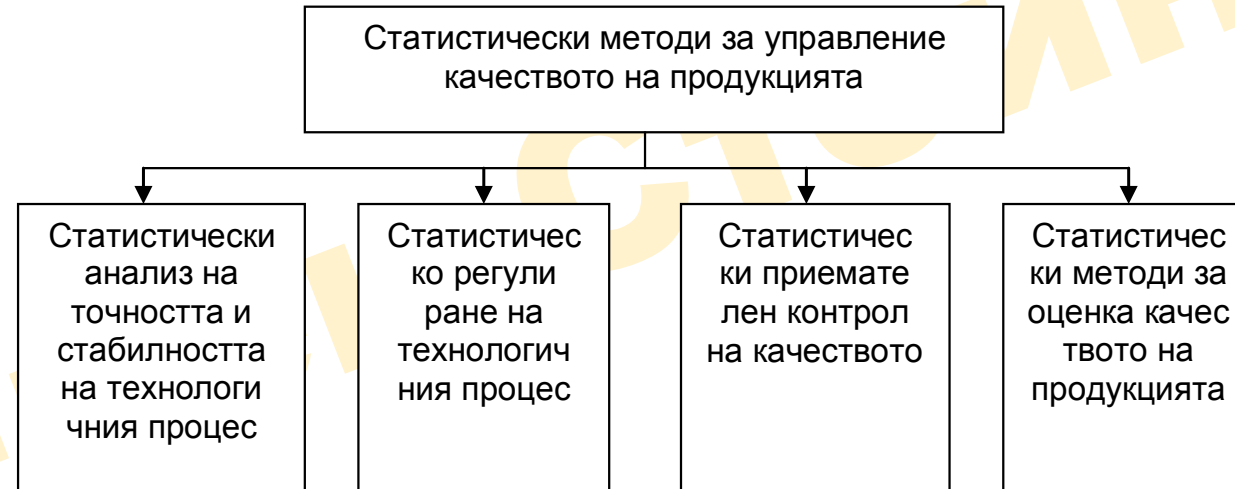 Статистически методи за управление
качеството на продукцията
Статистически
анализ на
точността и
стабилността
на технологи
чния процес
Статистичес
ко регули
ране на
технологич
ния процес
Статистичес
ки приемате
лен контрол
на качеството
Статистичес
ки методи за
оценка качес
твото на
продукцията